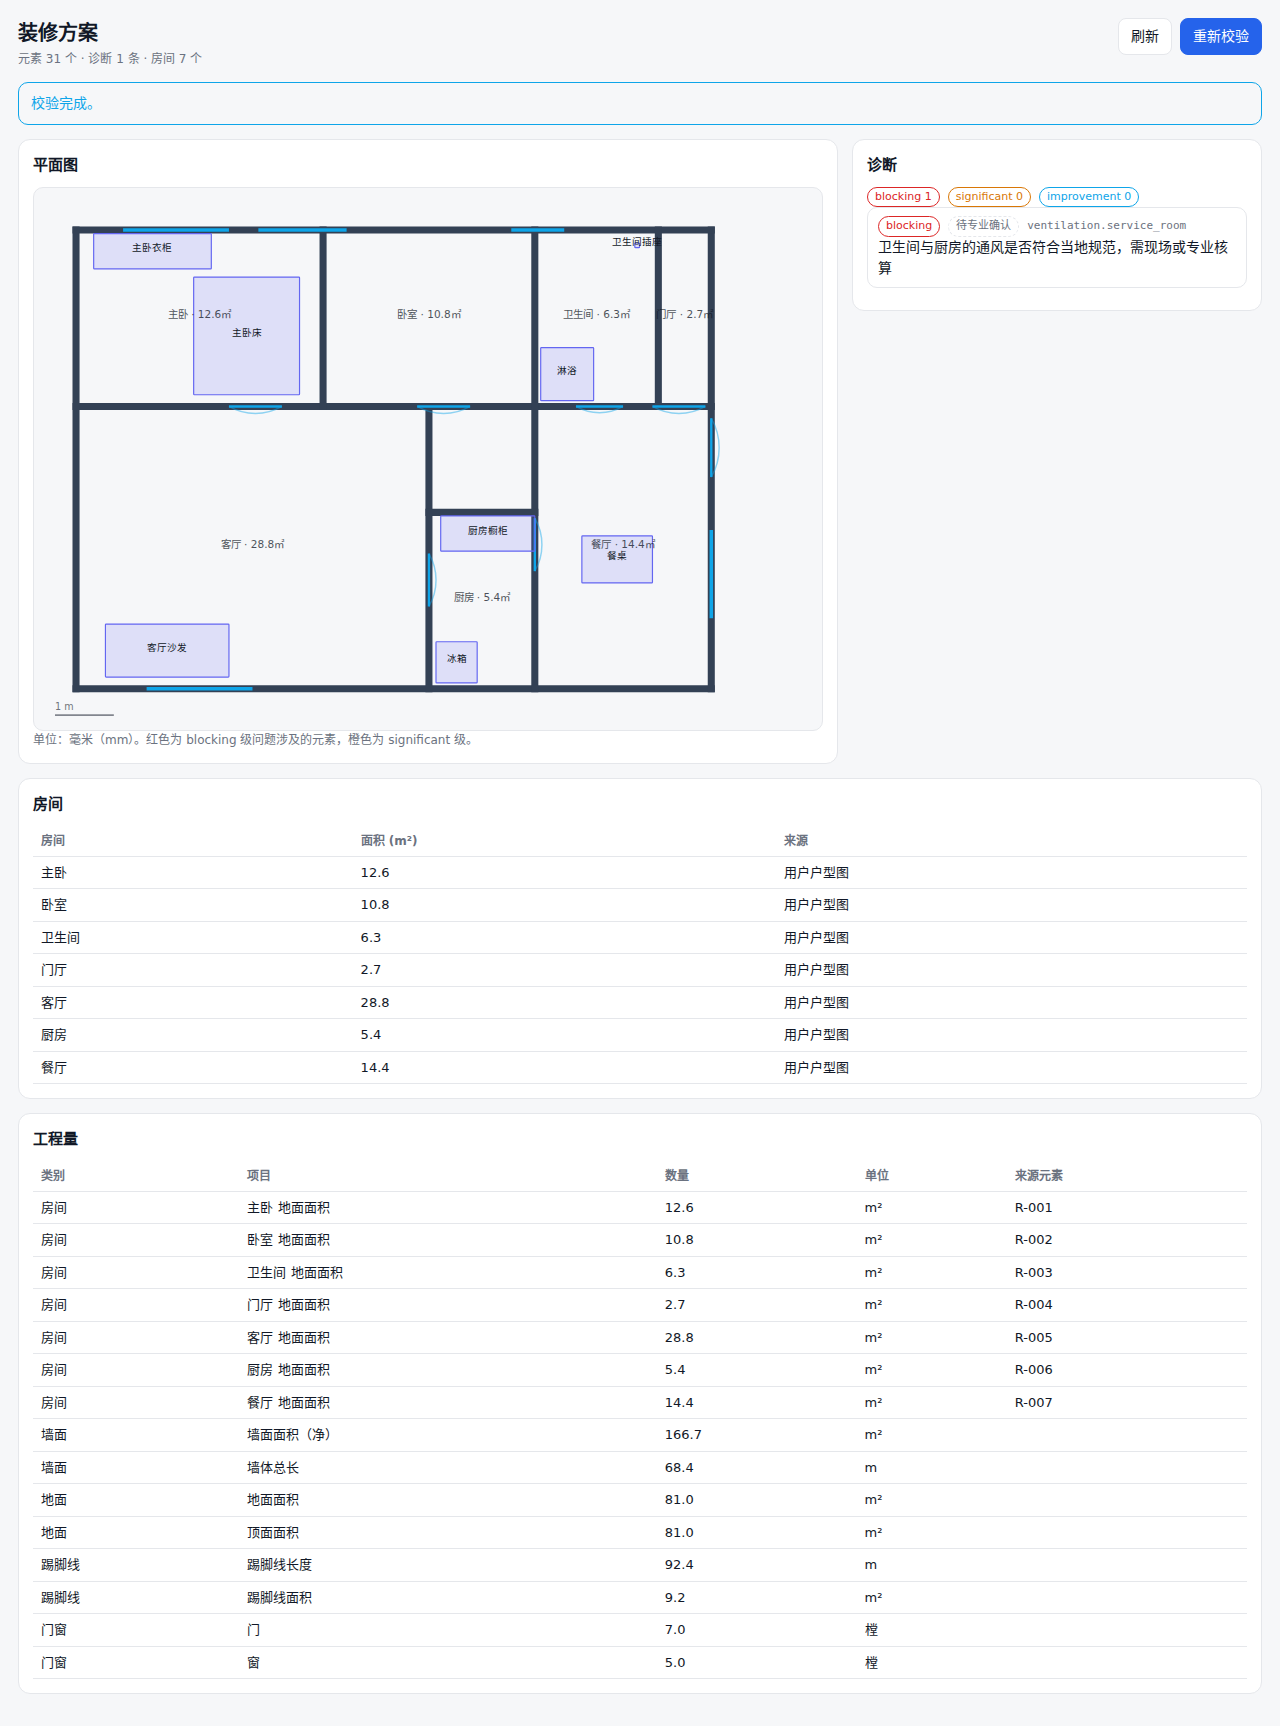 装修方案
元素 31 个 · 诊断 1 条 · 房间 7 个
刷新
重新校验
校验完成。
平面图
主卧衣柜
卫生间插座
主卧 · 12.6㎡
卧室 · 10.8㎡
卫生间 · 6.3㎡
门厅 · 2.7㎡
主卧床
淋浴
厨房橱柜
客厅 · 28.8㎡
餐厅 · 14.4㎡
餐桌
厨房 · 5.4㎡
客厅沙发
冰箱
1 m
单位：毫米（mm）。红色为 blocking 级问题涉及的元素，橙色为 significant 级。
诊断
blocking 1 significant 0 improvement 0
blocking 待专业确认 ventilation.service_room
卫生间与厨房的通风是否符合当地规范，需现场或专业核
算
房间
房间 面积 (m²) 来源
主卧 12.6 用户户型图
卧室 10.8 用户户型图
卫生间 6.3 用户户型图
门厅 2.7 用户户型图
客厅 28.8 用户户型图
厨房 5.4 用户户型图
餐厅 14.4 用户户型图
工程量
类别 项目 数量 单位 来源元素
房间 主卧 地面面积 12.6 m² R-001
房间 卧室 地面面积 10.8 m² R-002
房间 卫生间 地面面积 6.3 m² R-003
房间 门厅 地面面积 2.7 m² R-004
房间 客厅 地面面积 28.8 m² R-005
房间 厨房 地面面积 5.4 m² R-006
房间 餐厅 地面面积 14.4 m² R-007
墙面 墙面面积（净） 166.7 m²
墙面 墙体总长 68.4 m
地面 地面面积 81.0 m²
地面 顶面面积 81.0 m²
踢脚线 踢脚线长度 92.4 m
踢脚线 踢脚线面积 9.2 m²
门窗 门 7.0 樘
门窗 窗 5.0 樘